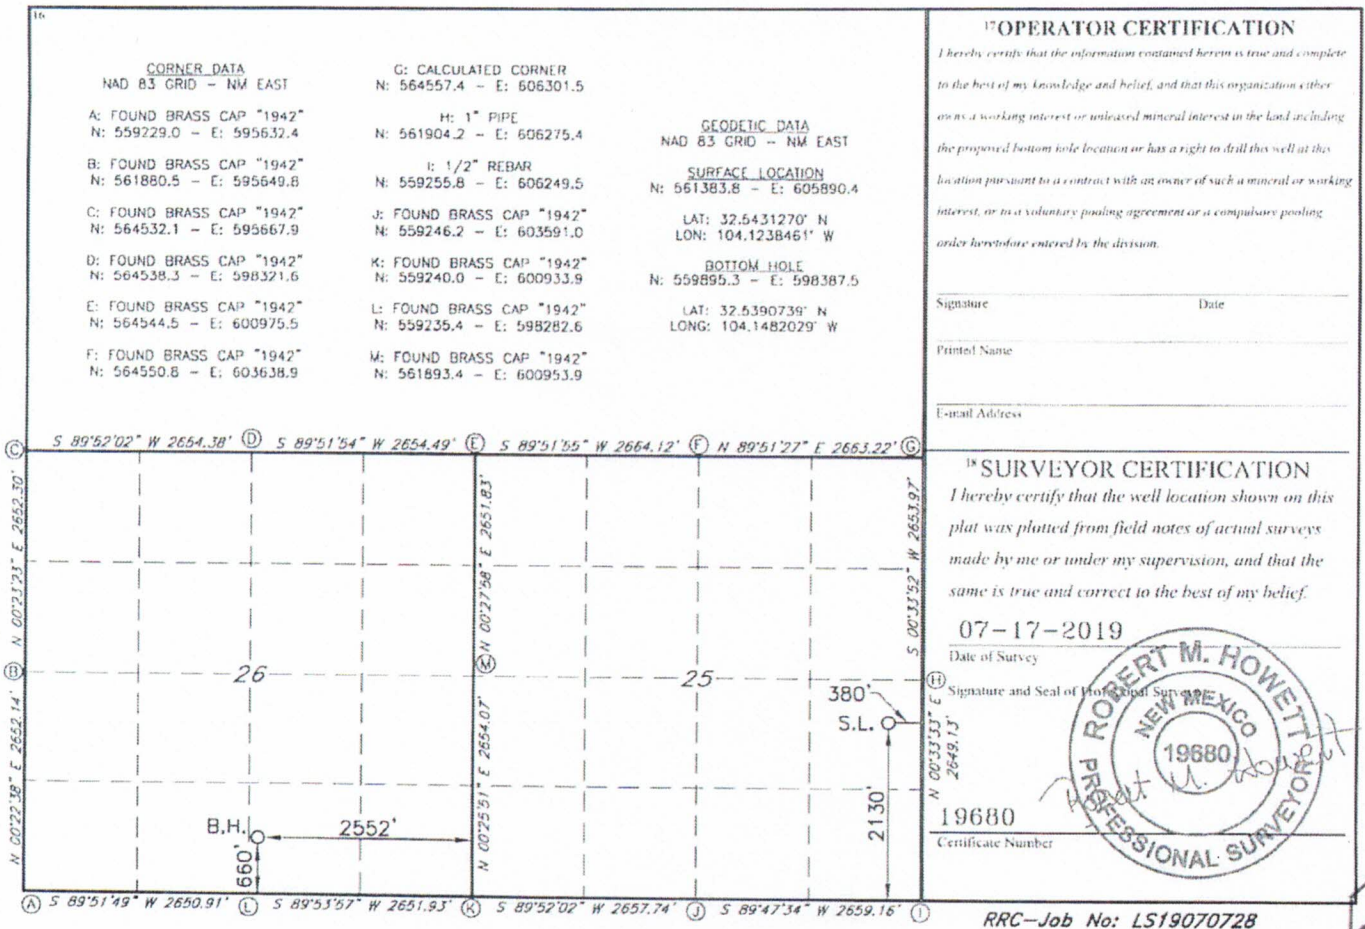 16
CORNER DATA
NAD 83 GRID – NM EAST
A: FOUND BRASS CAP "1942"
N: 559229.0 – E: 595632.4
B: FOUND BRASS CAP "1942"
N: 561880.5 – E: 595649.8
C: FOUND BRASS CAP "1942"
N: 564532.1 – E: 595667.9
D: FOUND BRASS CAP "1942"
N: 564538.3 – E: 598321.6
E: FOUND BRASS CAP "1942"
N: 564544.5 – E: 600975.5
F: FOUND BRASS CAP "1942"
N: 564550.8 – E: 603638.9
G: CALCULATED CORNER
N: 564557.4 – E: 606301.5
H: 1" PIPE
N: 561904.2 – E: 606275.4
I: 1/2" REBAR
N: 559255.8 – E: 606249.5
J: FOUND BRASS CAP "1942"
N: 559246.2 – E: 603591.0
K: FOUND BRASS CAP "1942"
N: 559240.0 – E: 600933.9
L: FOUND BRASS CAP "1942"
N: 559235.4 – E: 598282.6
M: FOUND BRASS CAP "1942"
N: 561893.4 – E: 600953.9
GEODETIC DATA
NAD 83 GRID – NM EAST
SURFACE LOCATION
N: 561383.8 – E: 605890.4
LAT: 32.5431270° N
LON: 104.1238461° W
BOTTOM HOLE
N: 559895.3 – E: 598387.5
LAT: 32.5390739° N
LONG: 104.1482029° W
17 OPERATOR CERTIFICATION
I hereby certify that the information contained herein is true and complete
to the best of my knowledge and belief, and that this organization either
owns a working interest or unleased mineral interest in the land including
the proposed bottom hole location or has a right to drill this well at this
location pursuant to a contract with an owner of such a mineral or working
interest, or to a voluntary pooling agreement or a compulsory pooling
order heretofore entered by the division.
Signature Date
Printed Name
E-mail Address
18 SURVEYOR CERTIFICATION
I hereby certify that the well location shown on this
plat was plotted from field notes of actual surveys
made by me or under my supervision, and that the
same is true and correct to the best of my belief.
07-17-2019
Date of Survey
Signature and Seal of Professional Surveyor
ROBERT M. HOWETT
NEW MEXICO
19680
PROFESSIONAL SURVEYOR
Robert M. Howett
19680
Certificate Number
C S 89°52'02" W 2654.38' D S 89°51'54" W 2654.49' E S 89°51'55" W 2664.12' F N 89°51'27" E 2663.22' G
N 00°23'23" E 2652.30'
N 00°27'58" E 2651.83'
S 00°33'52" W 2653.97'
B 26 M 25 H
380'
S.L.
N 00°22'38" E 2652.14'
N 00°25'51" E 2654.07'
N 00°33'33" E
2649.13'
2130'
B.H. 2552'
660'
A S 89°51'49" W 2650.91' L S 89°53'57" W 2651.93' K S 89°52'02" W 2657.74' J S 89°47'34" W 2659.16' I
RRC-Job No: LS19070728